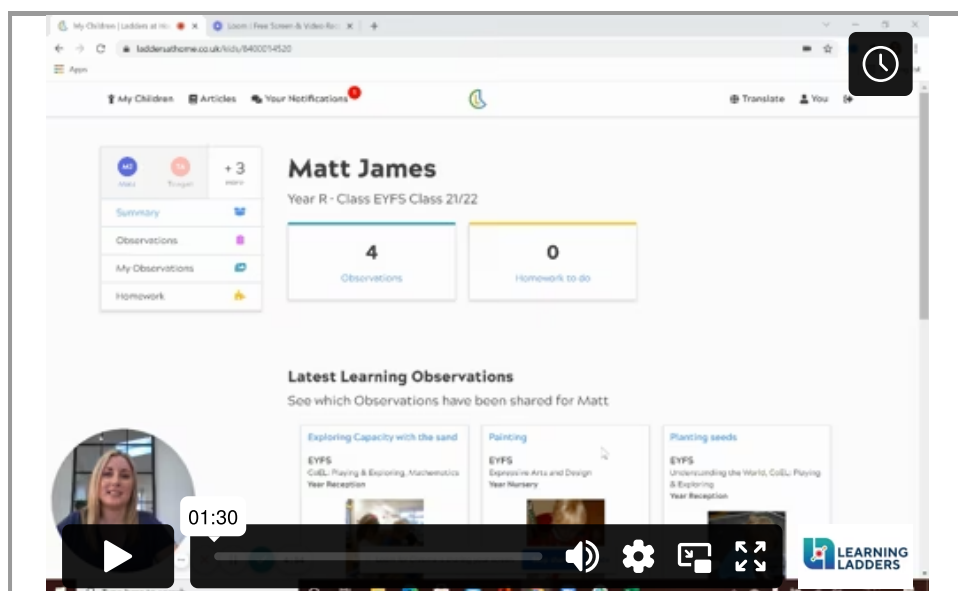 My Children | Ladders at Ho
Loom | Free Screen & Video Rec
laddersathome.co.uk/kids/8400014520
Apps
My Children Articles Your Notifications Translate You
+ 3
more
Matt
Teagan
Summary
Observations
My Observations
Homework
Matt James
Year R - Class EYFS Class 21/22
4
Observations
0
Homework to do
Latest Learning Observations
See which Observations have been shared for Matt
Exploring Capacity with the sand
EYFS
CoEL: Playing & Exploring, Mathematics
Year Reception
Painting
EYFS
Expressive Arts and Design
Year Nursery
Planting seeds
EYFS
Understanding the World, CoEL: Playing
& Exploring
Year Reception
01:30
LEARNING
LADDERS